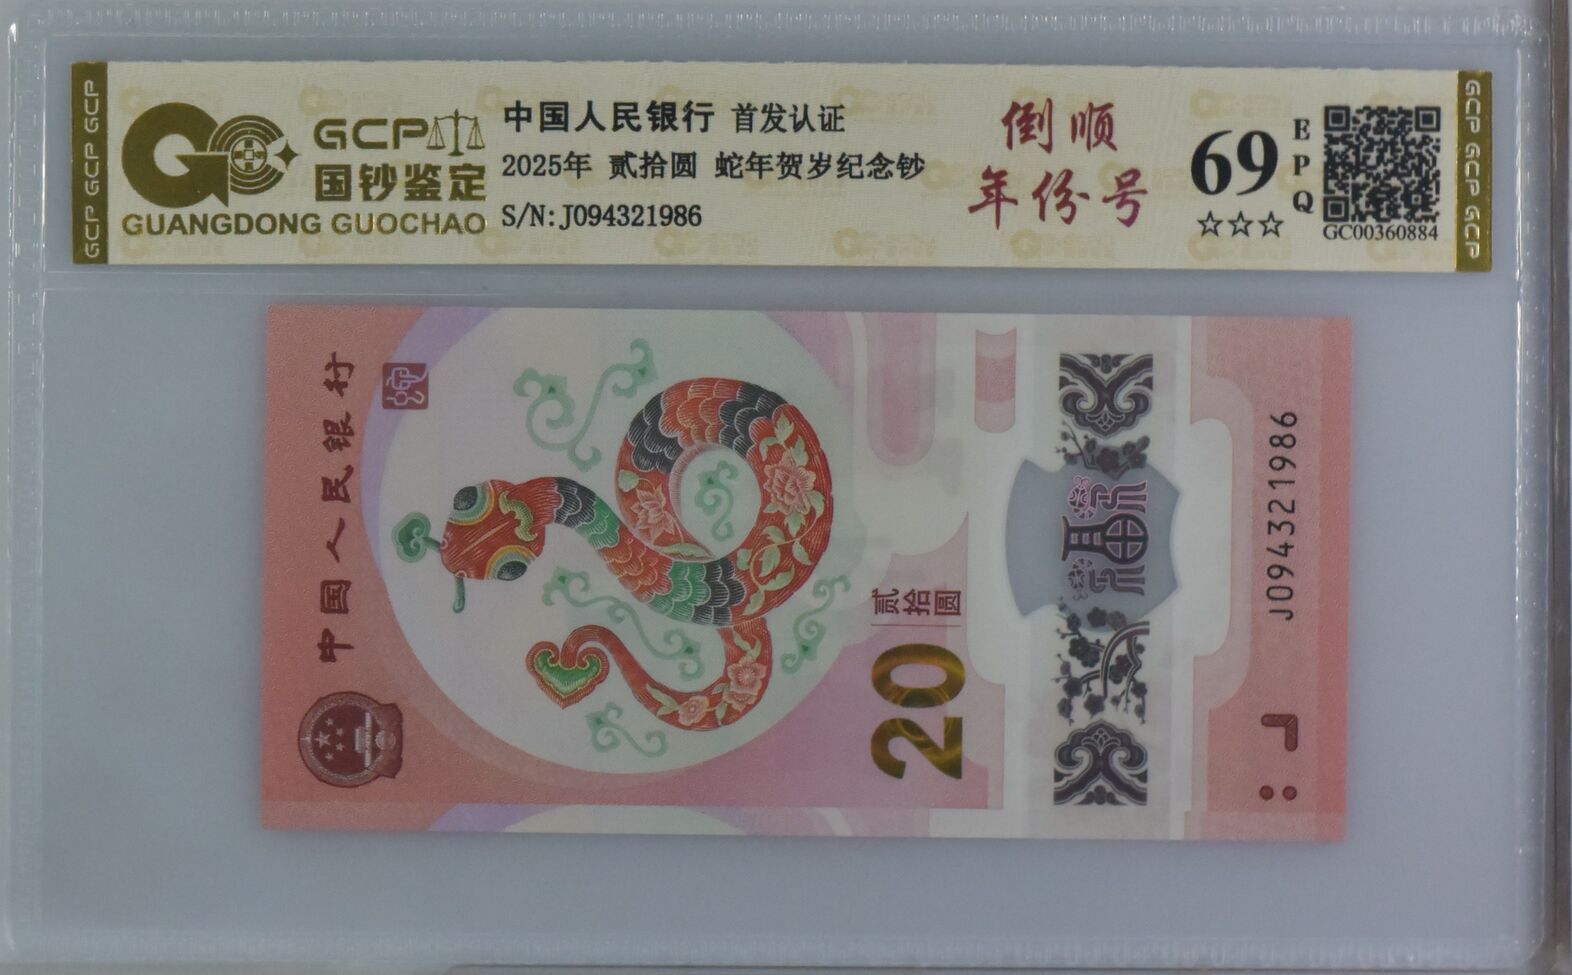 GCP GCP GCP
GCP
国钞鉴定
GUANGDONG GUOCHAO
中国人民银行 首发认证
2025年 贰拾圆 蛇年贺岁纪念钞
S/N:J094321986
倒顺
年份号
69
EPQ
☆☆☆
GC00360884
GCP GCP GCP
中国人民银行
贰拾圆
20
福
J094321986